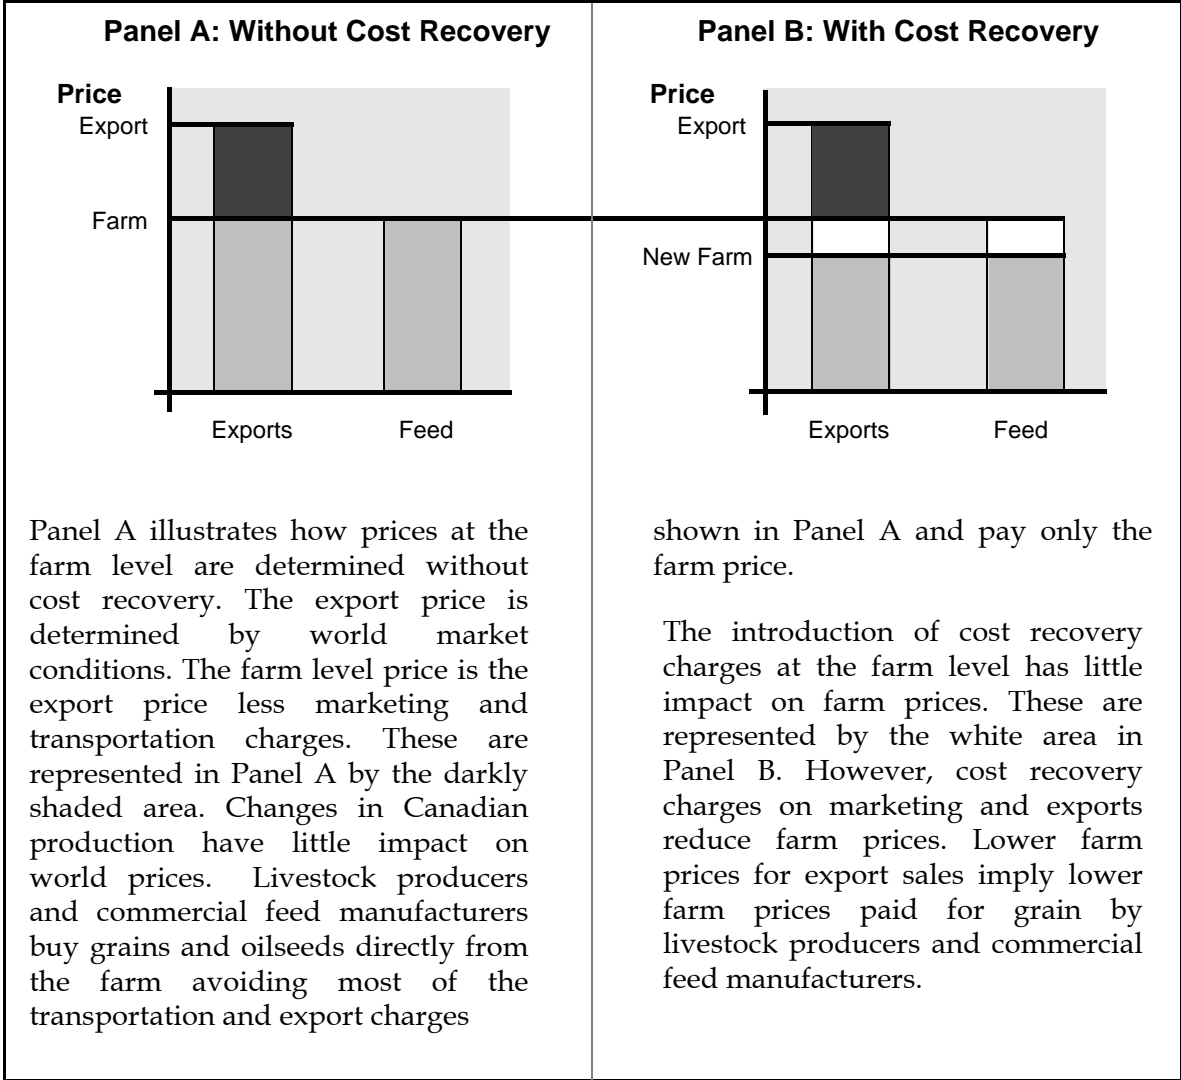 Panel A: Without Cost Recovery
Price
Export
Farm
Exports Feed
Panel A illustrates how prices at the
farm level are determined without
cost recovery. The export price is
determined by world market
conditions. The farm level price is the
export price less marketing and
transportation charges. These are
represented in Panel A by the darkly
shaded area. Changes in Canadian
production have little impact on
world prices. Livestock producers
and commercial feed manufacturers
buy grains and oilseeds directly from
the farm avoiding most of the
transportation and export charges
Panel B: With Cost Recovery
Price
Export
New Farm
Exports Feed
shown in Panel A and pay only the
farm price.
The introduction of cost recovery
charges at the farm level has little
impact on farm prices. These are
represented by the white area in
Panel B. However, cost recovery
charges on marketing and exports
reduce farm prices. Lower farm
prices for export sales imply lower
farm prices paid for grain by
livestock producers and commercial
feed manufacturers.